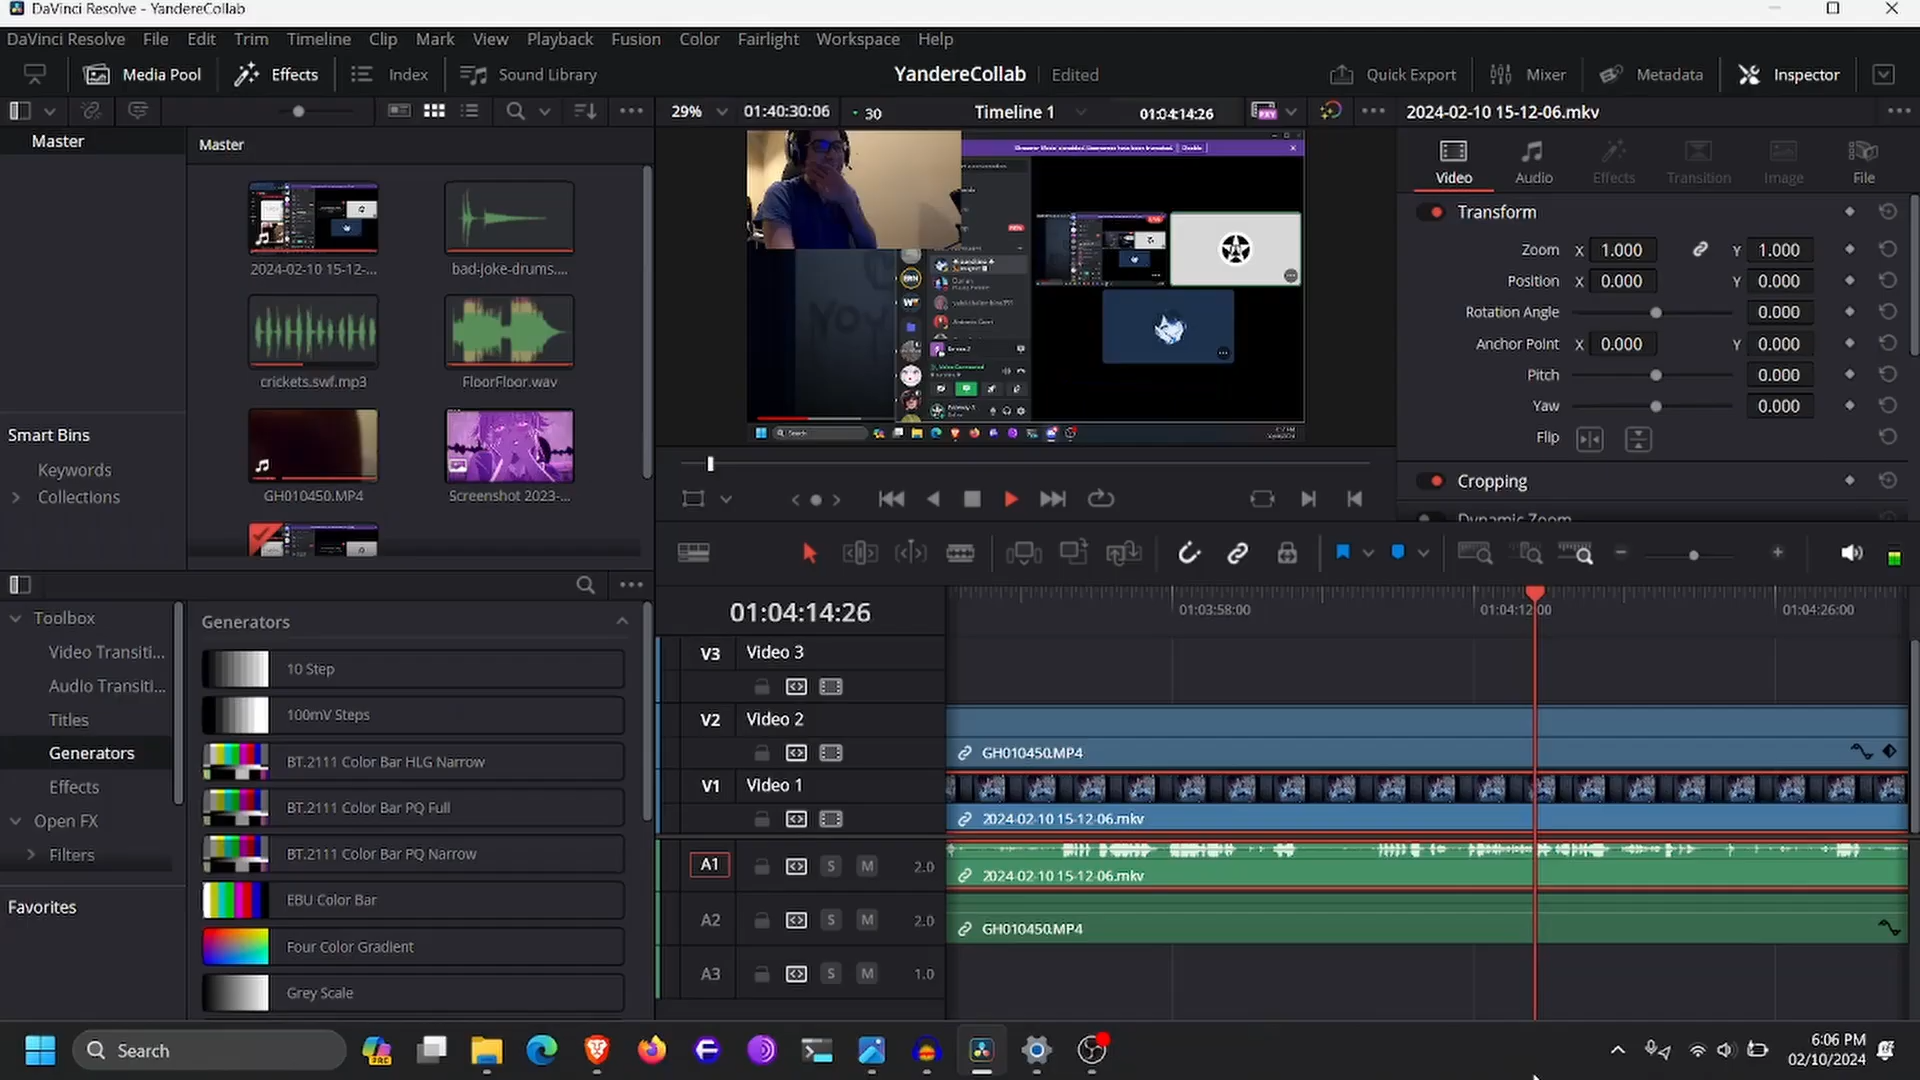 DaVinci Resolve - YandereCollab
DaVinci Resolve File Edit Trim Timeline Clip Mark View Playback Fusion Color Fairlight Workspace Help
Media Pool Effects Index Sound Library YandereCollab Edited Quick Export Mixer Metadata Inspector
29% 01:40:30:06 30 Timeline 1 01:04:14:26 PXY 2024-02-10 15-12-06.mkv
Master
Master
2024-02-10 15-12-...
bad-joke-drums....
crickets.swf.mp3
FloorFloor.wav
GH010450.MP4
Screenshot 2023-...
Smart Bins
Keywords
Collections
Video Audio Effects Transition Image File
Transform
Zoom X 1.000 Y 1.000
Position X 0.000 Y 0.000
Rotation Angle 0.000
Anchor Point X 0.000 Y 0.000
Pitch 0.000
Yaw 0.000
Flip
Cropping
Dynamic Zoom
Toolbox
Video Transiti...
Audio Transiti...
Titles
Generators
Effects
Open FX
Filters
Favorites
Generators
10 Step
100mV Steps
BT.2111 Color Bar HLG Narrow
BT.2111 Color Bar PQ Full
BT.2111 Color Bar PQ Narrow
EBU Color Bar
Four Color Gradient
Grey Scale
01:04:14:26
01:03:58:00 01:04:12:00 01:04:26:00
V3 Video 3
V2 Video 2
GH010450.MP4
V1 Video 1
2024-02-10 15-12-06.mkv
A1 S M 2.0
2024-02-10 15-12-06.mkv
A2 S M 2.0
GH010450.MP4
A3 S M 1.0
Search
6:06 PM
02/10/2024